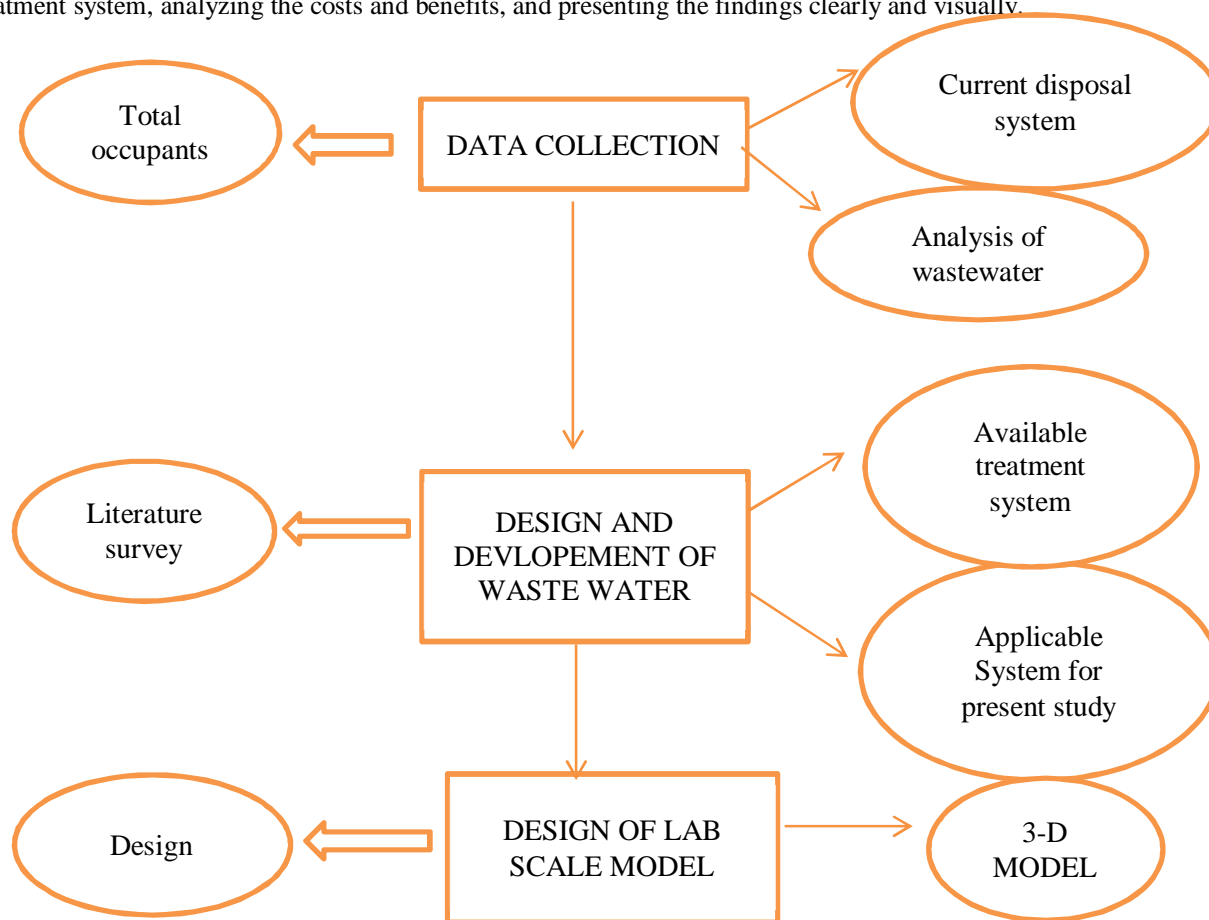 atment system, analyzing the costs and benefits, and presenting the findings clearly and visually.
Total
occupants
DATA COLLECTION
Current disposal
system
Analysis of
wastewater
Literature
survey
DESIGN AND
DEVLOPEMENT OF
WASTE WATER
Available
treatment
system
Applicable
System for
present study
Design
DESIGN OF LAB
SCALE MODEL
3-D
MODEL